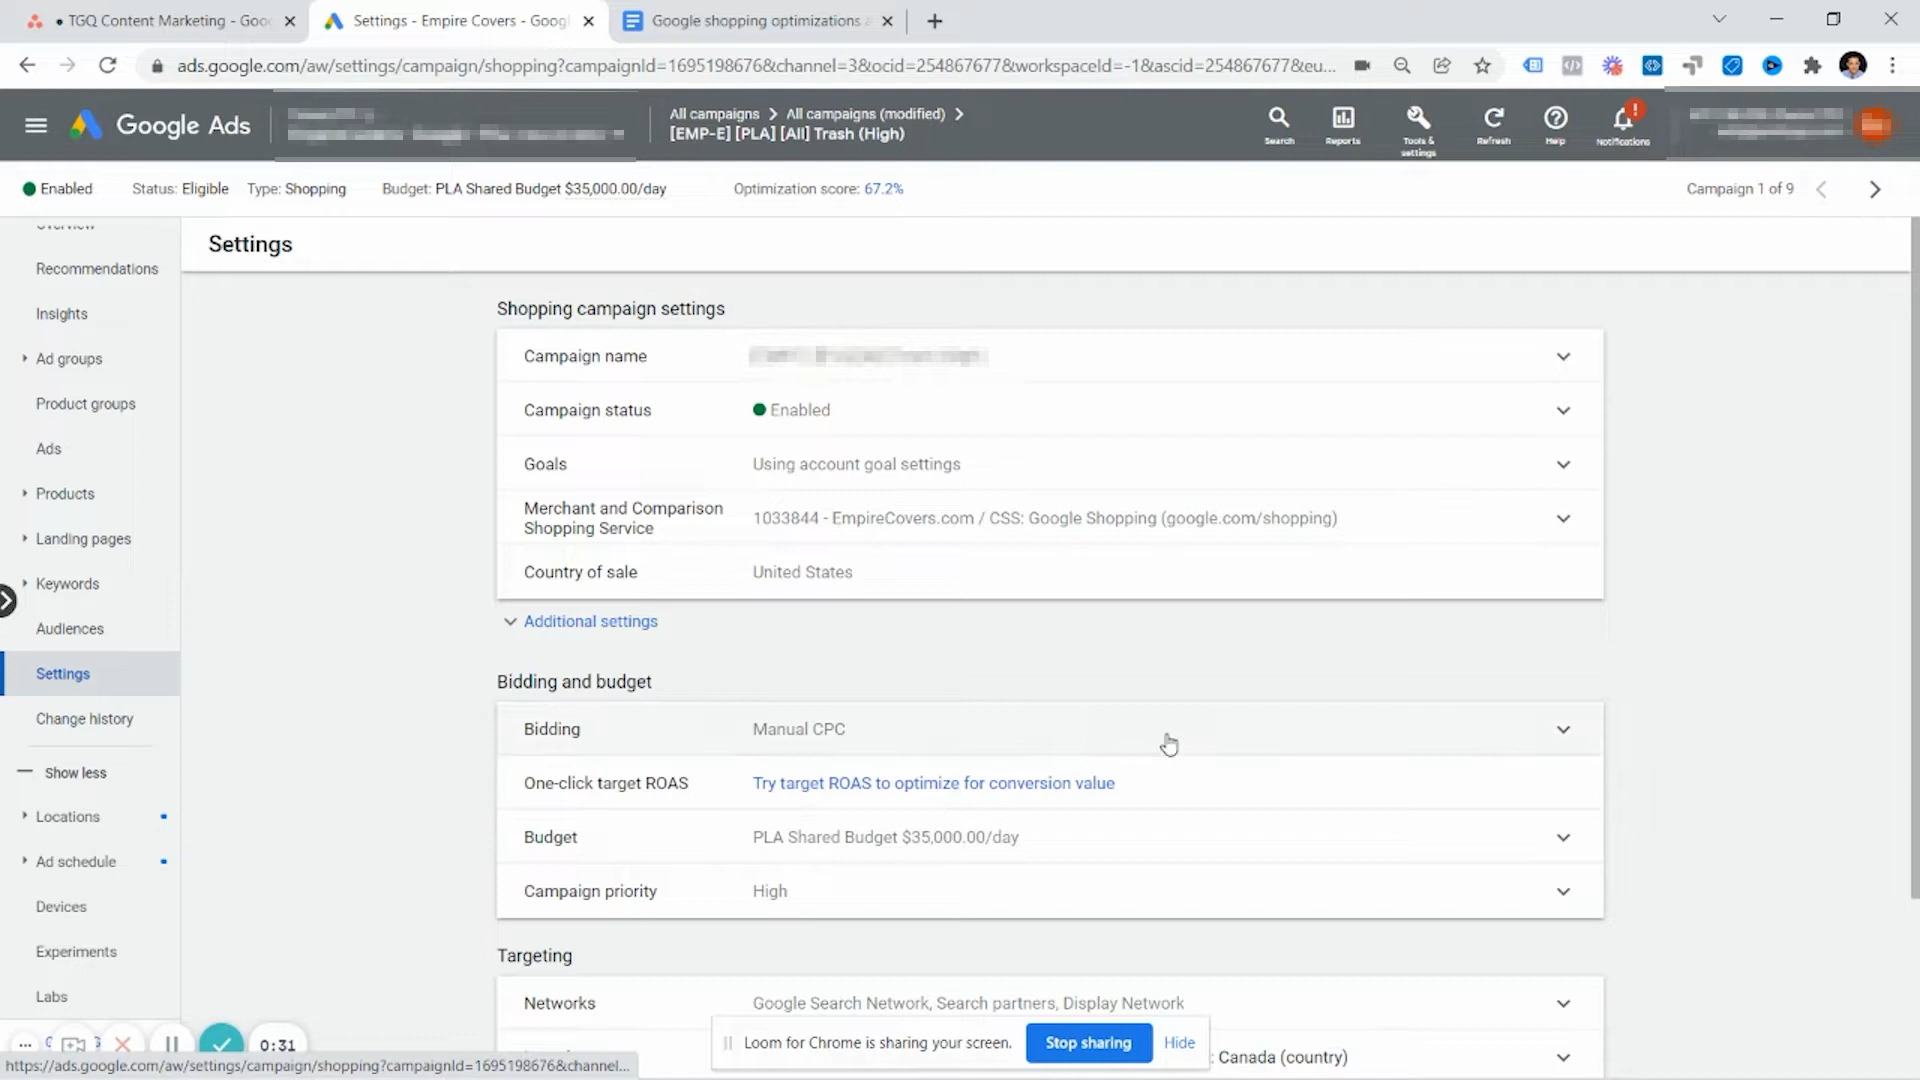 TGQ Content Marketing - Goo
Settings - Empire Covers - Goog
Google shopping optimizations a
ads.google.com/aw/settings/campaign/shopping?campaignId=1695198676&channel=3&ocid=254867677&workspaceId=-1&ascid=254867677&eu...
Google Ads
All campaigns
All campaigns (modified)
[EMP-E] [PLA] [All] Trash (High)
Search
Reports
Tools &
settings
Refresh
Help
Notifications
Enabled
Status: Eligible
Type: Shopping
Budget: PLA Shared Budget $35,000.00/day
Optimization score: 67.2%
Campaign 1 of 9
Overview
Recommendations
Insights
Ad groups
Product groups
Ads
Products
Landing pages
Keywords
Audiences
Settings
Change history
Show less
Locations
Ad schedule
Devices
Experiments
Labs
Settings
Shopping campaign settings
Campaign name
Campaign status
Enabled
Goals
Using account goal settings
Merchant and Comparison
Shopping Service
1033844 - EmpireCovers.com / CSS: Google Shopping (google.com/shopping)
Country of sale
United States
Additional settings
Bidding and budget
Bidding
Manual CPC
One-click target ROAS
Try target ROAS to optimize for conversion value
Budget
PLA Shared Budget $35,000.00/day
Campaign priority
High
Targeting
Networks
Google Search Network, Search partners, Display Network
: Canada (country)
0:31
Loom for Chrome is sharing your screen.
Stop sharing
Hide
https://ads.google.com/aw/settings/campaign/shopping?campaignId=1695198676&channel...